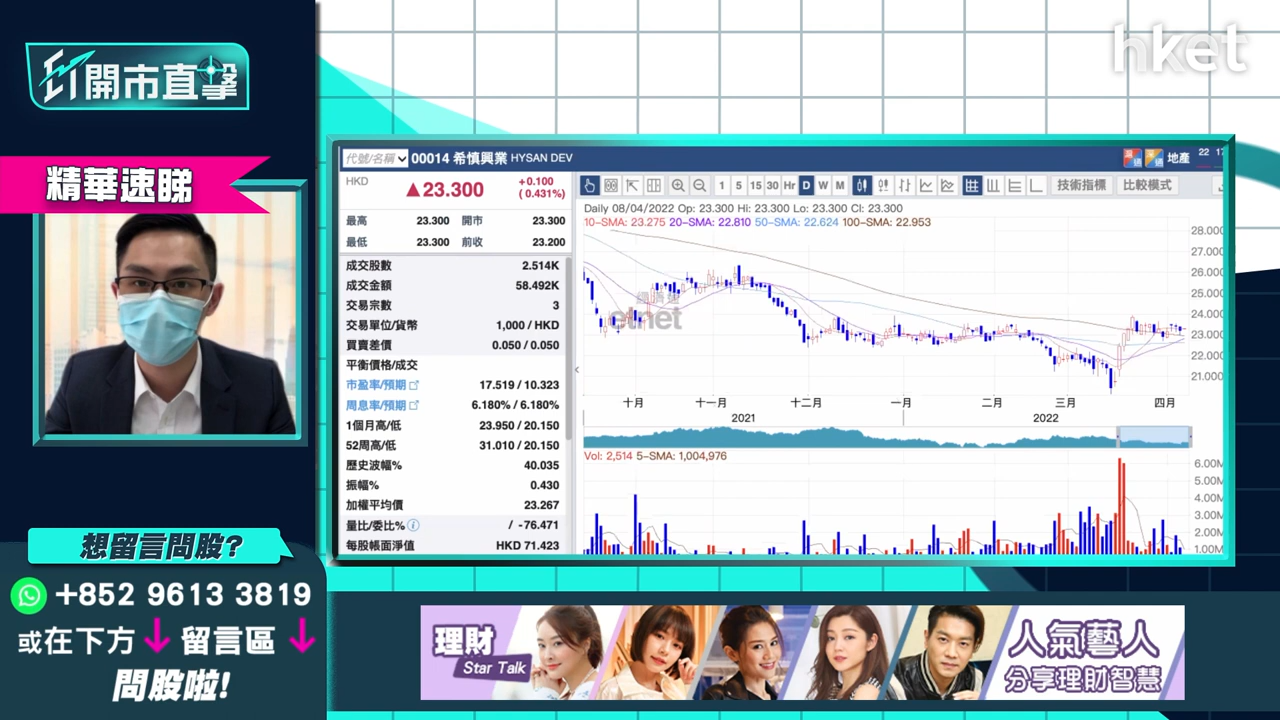 hket
ET開市直擊
精華速睇
代號/名稱 00014 希慎興業 HYSAN DEV
地產 22
HKD
▲23.300
+0.100
( 0.431%)
最高 23.300 開市 23.300
最低 23.300 前收 23.200
成交股數 2.514K
成交金額 58.492K
交易宗數 3
交易單位/貨幣 1,000 / HKD
買賣差價 0.050 / 0.050
平衡價格/成交
市盈率/預期 17.519 / 10.323
周息率/預期 6.180% / 6.180%
1個月高/低 23.950 / 20.150
52周高/低 31.010 / 20.150
歷史波幅% 40.035
振幅% 0.430
加權平均價 23.267
量比/委比% / -76.471
每股帳面淨值 HKD 71.423
1 5 15 30 Hr D W M 技術指標 比較模式
Daily 08/04/2022 Op: 23.300 Hi: 23.300 Lo: 23.300 Cl: 23.300
10-SMA: 23.275 20-SMA: 22.810 50-SMA: 22.624 100-SMA: 22.953
28.000
27.000
26.000
25.000
24.000
23.000
22.000
21.000
經濟通
etnet
十月 十一月 十二月 一月 二月 三月 四月
2021 2022
Vol: 2,514 5-SMA: 1,004,976
6.00M
5.00M
4.00M
3.00M
2.00M
1.00M
想留言問股?
+852 9613 3819
或在下方↓留言區↓
問股啦!
理財
Star Talk
人氣藝人
分享理財智慧